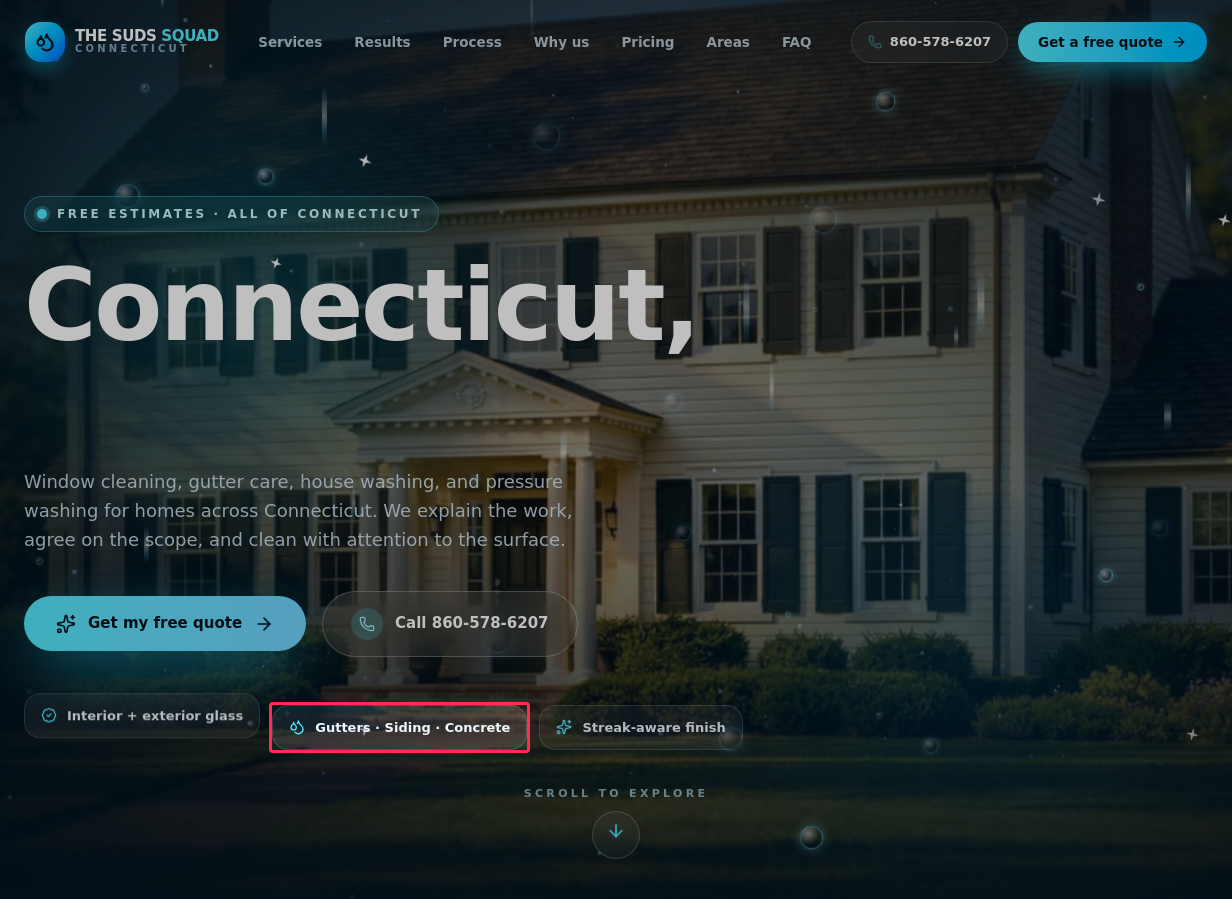 THE SUDS SQUAD
CONNECTICUT
Services
Results
Process
Why us
Pricing
Areas
FAQ
860-578-6207
Get a free quote
FREE ESTIMATES · ALL OF CONNECTICUT
Connecticut,
Window cleaning, gutter care, house washing, and pressure
washing for homes across Connecticut. We explain the work,
agree on the scope, and clean with attention to the surface.
Get my free quote
Call 860-578-6207
Interior + exterior glass
Gutters · Siding · Concrete
Streak-aware finish
SCROLL TO EXPLORE